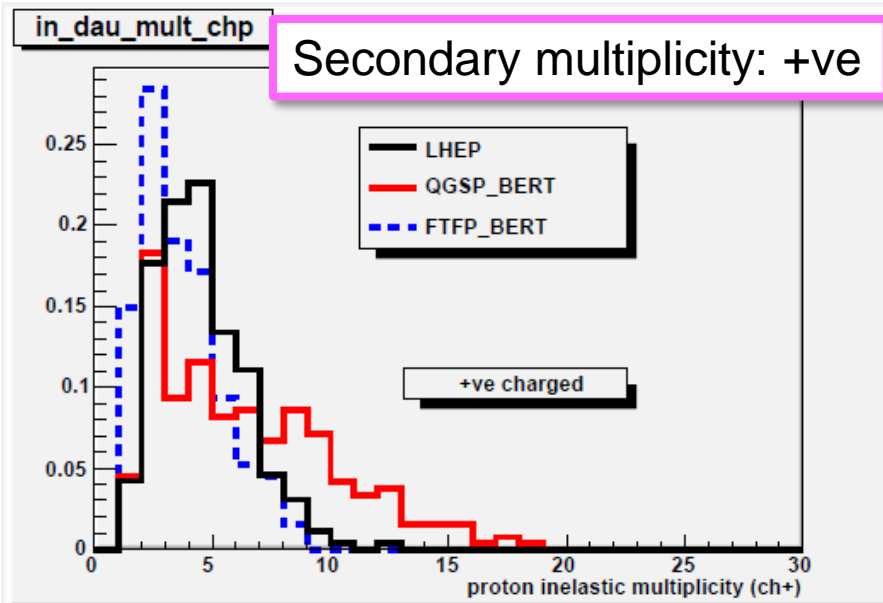 in_dau_mult_chp
Secondary multiplicity: +ve
0.25
0.2
0.15
0.1
0.05
0
LHEP
QGSP_BERT
FTFP_BERT
+ve charged
0 5 10 15 20 25 30
proton inelastic multiplicity (ch+)